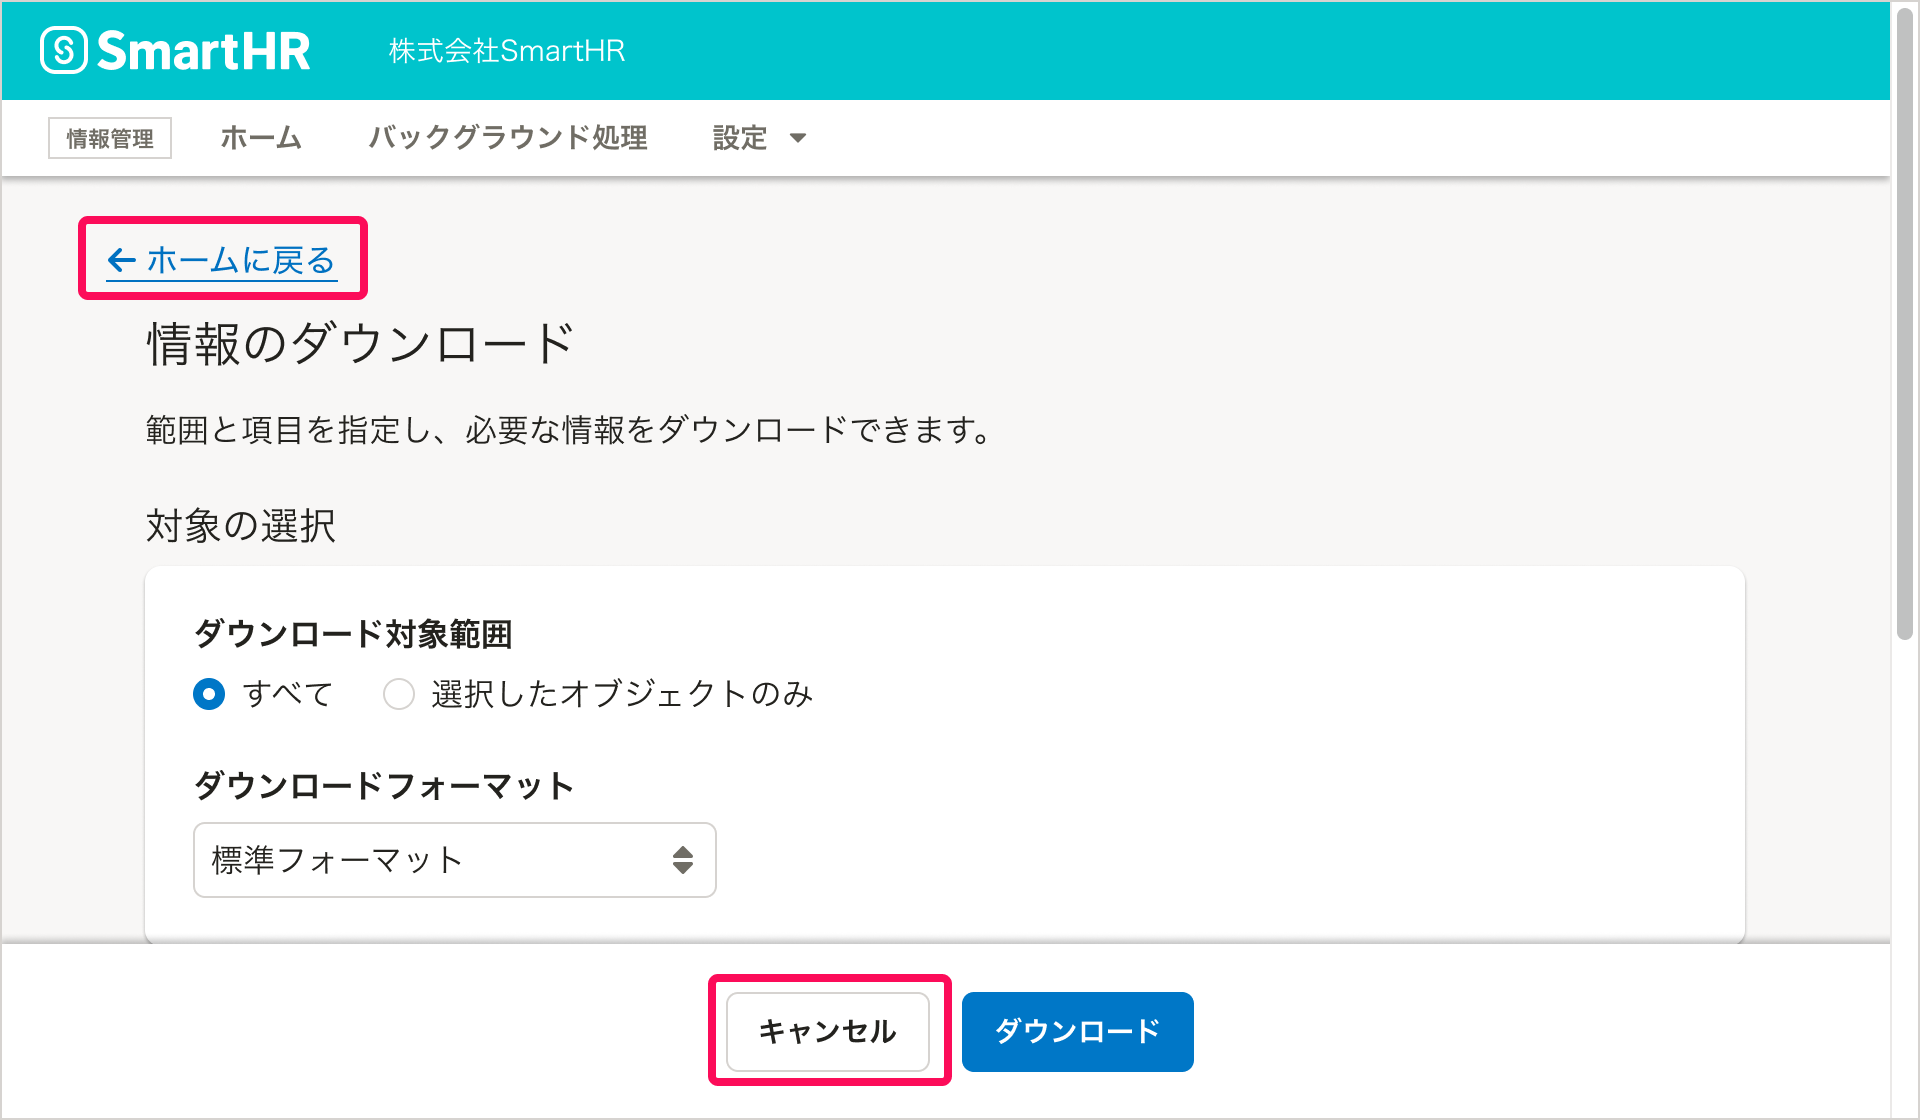 SmartHR 株式会社SmartHR
情報管理 ホーム バックグラウンド処理 設定
← ホームに戻る
情報のダウンロード
範囲と項目を指定し、必要な情報をダウンロードできます。
対象の選択
ダウンロード対象範囲
すべて 選択したオブジェクトのみ
ダウンロードフォーマット
標準フォーマット
キャンセル ダウンロード